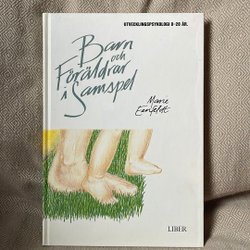 UTVECKLINGSPSYKOLOGI 0-20 ÅR.
Barn
och
Föräldrar
i
Samspel
LIBER